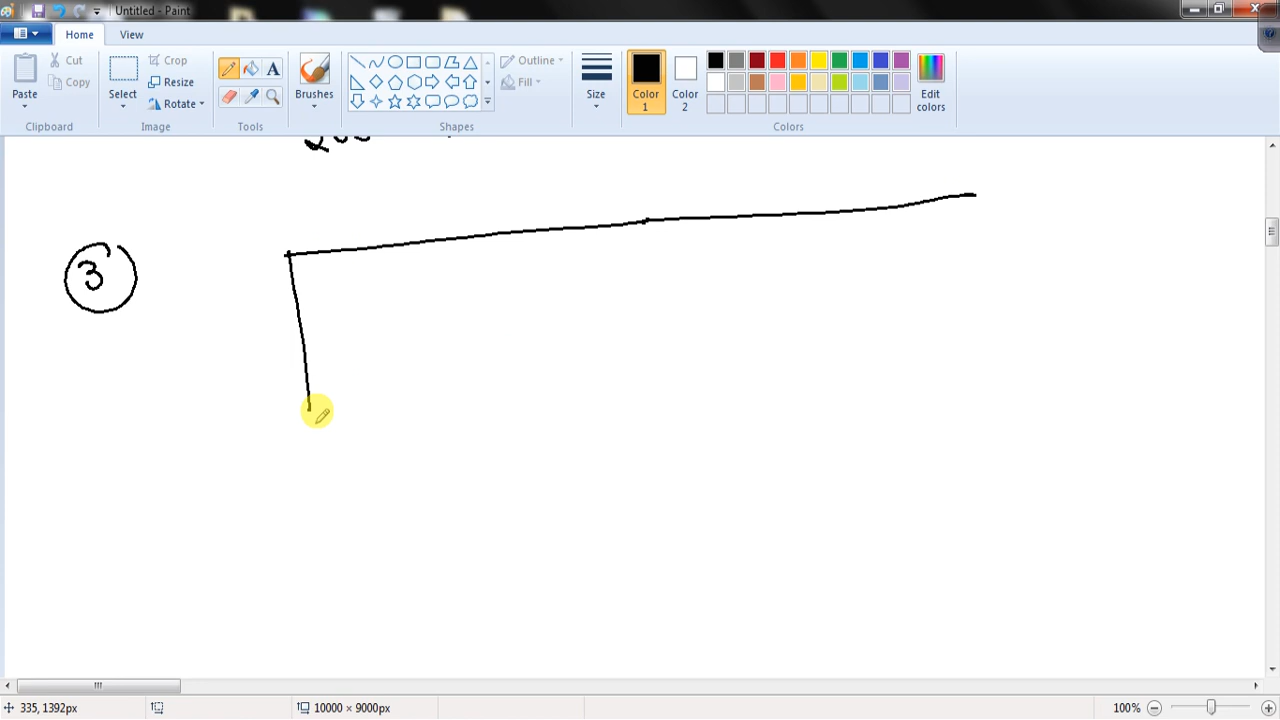 Untitled - Paint
Home
View
Paste
Cut
Copy
Clipboard
Select
Crop
Resize
Rotate
Image
A
Tools
Brushes
Outline
Fill
Shapes
Size
Color 1
Color 2
Edit colors
Colors
3
335, 1392px
10000 × 9000px
100%